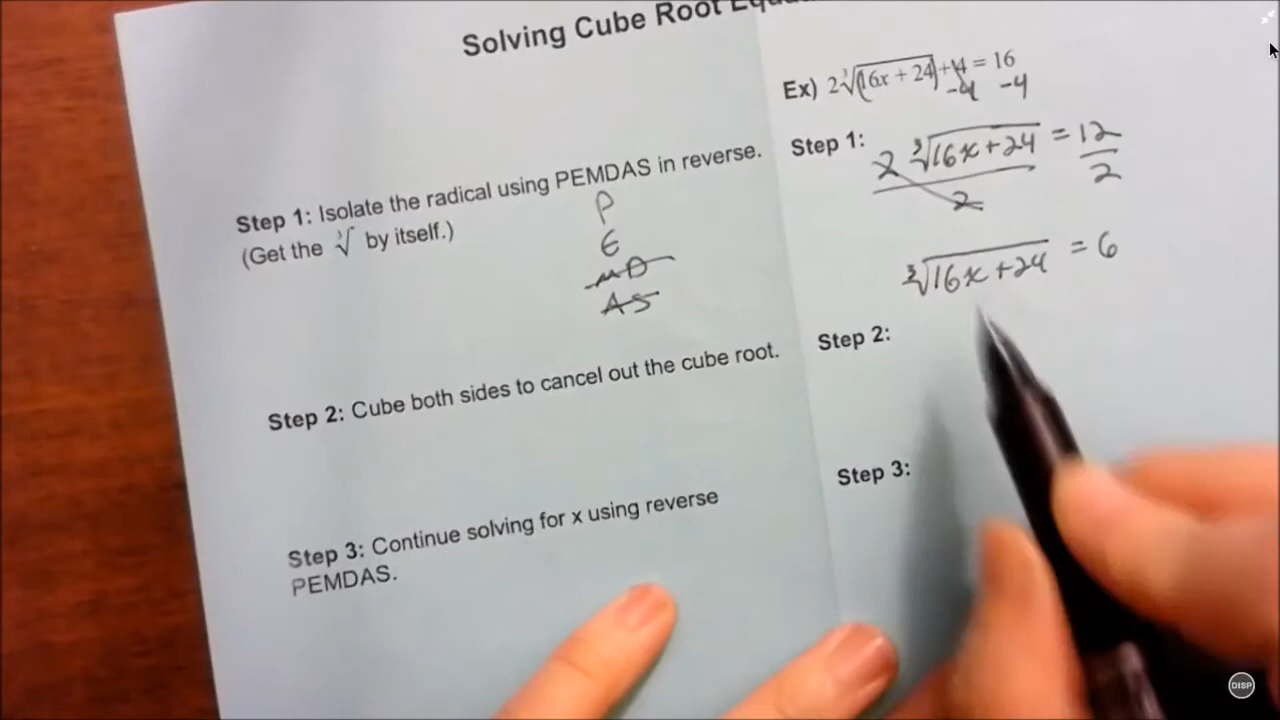 Solving Cube Root
Ex) 2∛(16x + 24) + 4 = 16
-4 -4
Step 1: Isolate the radical using PEMDAS in reverse.
(Get the ∛ by itself.)
P
E
MD
AS
Step 1:
2 ∛16x+24 = 12
2 2
∛16x+24 = 6
Step 2: Cube both sides to cancel out the cube root.
Step 2:
Step 3: Continue solving for x using reverse
PEMDAS.
Step 3:
DISP